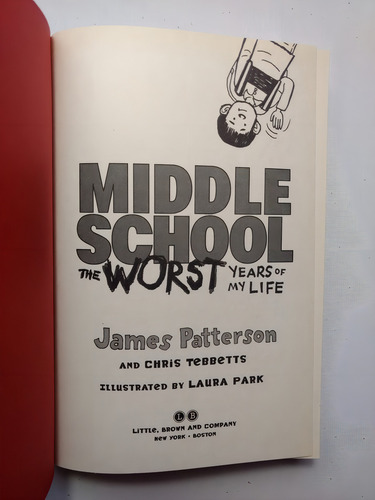 MIDDLE
SCHOOL
THE WORST YEARS OF
MY LIFE
James Patterson
AND CHRIS TEBBETTS
ILLUSTRATED BY LAURA PARK
L B
LITTLE, BROWN AND COMPANY
NEW YORK · BOSTON